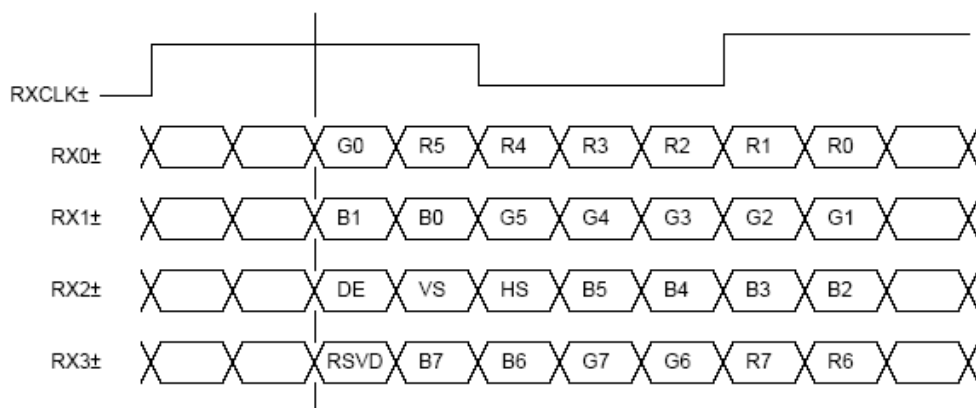 RXCLK±
RX0± G0 R5 R4 R3 R2 R1 R0
RX1± B1 B0 G5 G4 G3 G2 G1
RX2± DE VS HS B5 B4 B3 B2
RX3± RSVD B7 B6 G7 G6 R7 R6